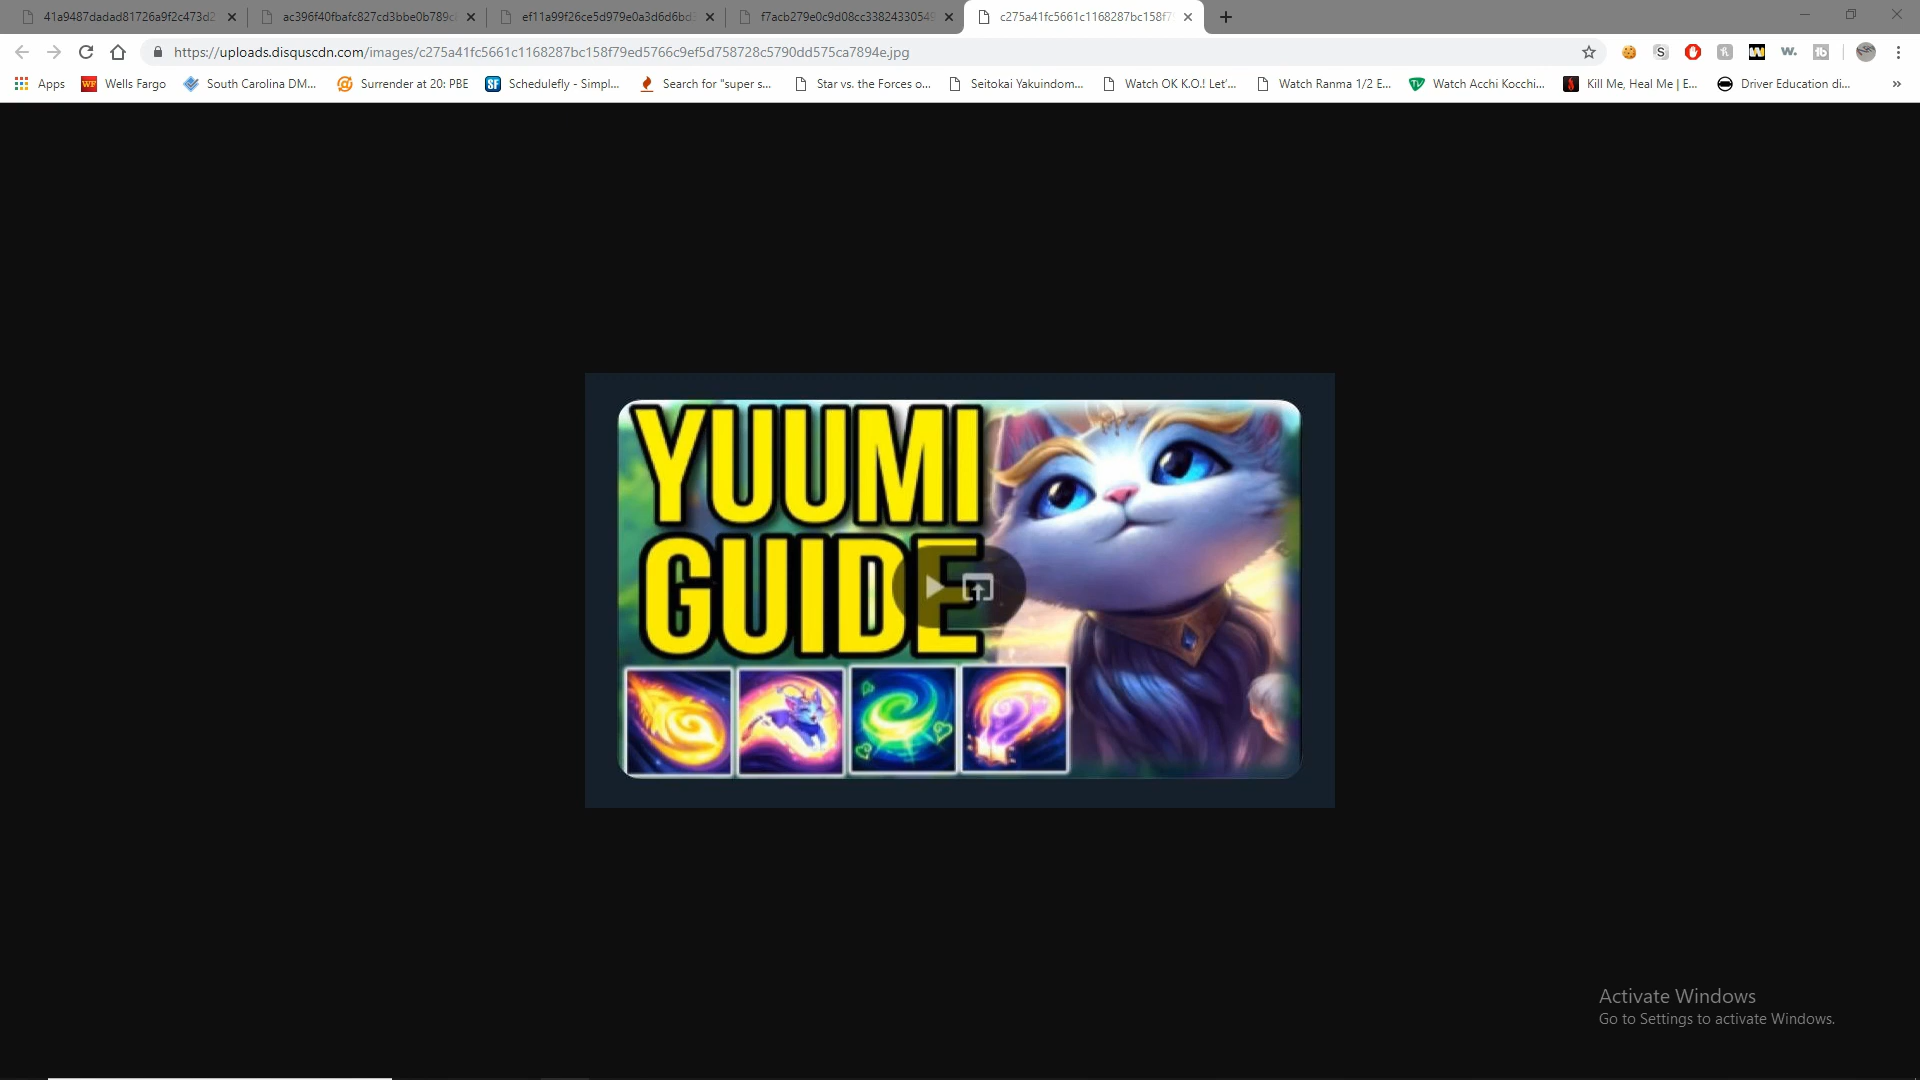 41a9487dadad81726a9f2c473d2
ac396f40fbafc827cd3bbe0b789c
ef11a99f26ce5d979e0a3d6d6bd
f7acb279e0c9d08cc33824330549
c275a41fc5661c1168287bc158f7
https://uploads.disquscdn.com/images/c275a41fc5661c1168287bc158f79ed5766c9ef5d758728c5790dd575ca7894e.jpg
Apps
WF Wells Fargo
South Carolina DM...
Surrender at 20: PBE
SF Schedulefly - Simpl...
Search for "super s...
Star vs. the Forces o...
Seitokai Yakuindom...
Watch OK K.O.! Let'...
Watch Ranma 1/2 E...
Watch Acchi Kocchi...
Kill Me, Heal Me | E...
Driver Education di...
YUUMI
GUIDE
Activate Windows
Go to Settings to activate Windows.